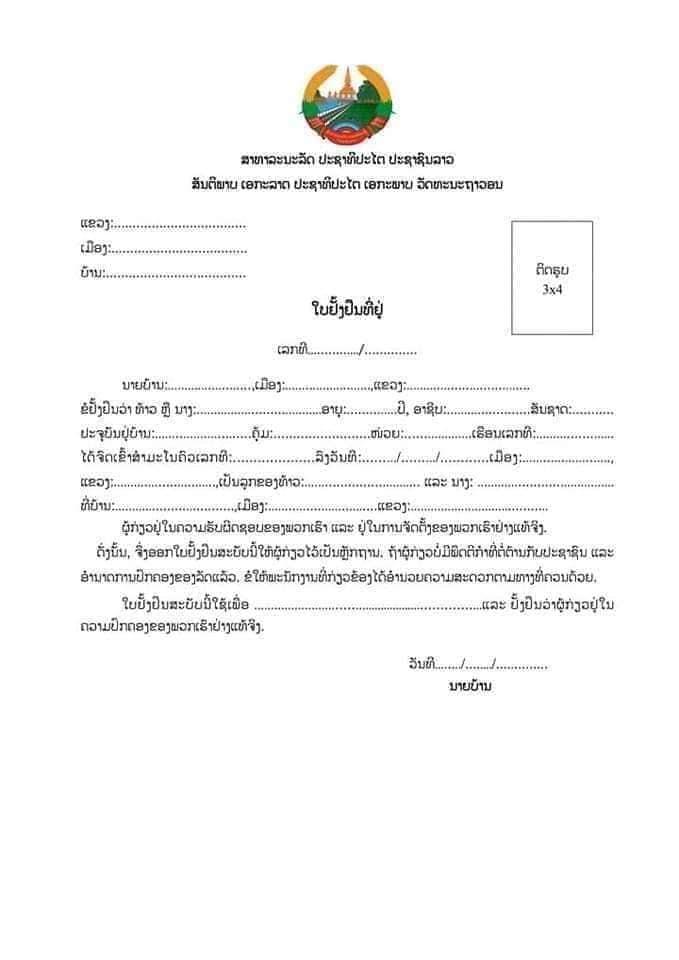 ສາທາລະນະລັດ ປະຊາທິປະໄຕ ປະຊາຊົນລາວ
ສັນຕິພາບ ເອກະລາດ ປະຊາທິປະໄຕ ເອກະພາບ ວັດທະນະຖາວອນ
ແຂວງ:...................................
ເມືອງ:....................................
ບ້ານ:.....................................
ຕິດຮູບ
3x4
ໃບຢັ້ງຢືນທີ່ຢູ່
ເລກທີ............../..............
ນາຍບ້ານ:.......................,ເມືອງ:.......................,ແຂວງ:.................................
ຂໍຢັ້ງຢືນວ່າ ທ້າວ ຫຼື ນາງ:.................................ອາຍຸ:.............ປີ, ອາຊີບ:......................ສັນຊາດ:...........
ປະຈຸບັນຢູ່ບ້ານ:..........................ຄຸ້ມ:..........................ໜ່ວຍ:..........................ເຮືອນເລກທີ:.....................
ໄດ້ຈົດເຂົ້າສຳມະໂນຄົວເລກທີ:......................ລົງວັນທີ:........./........./.............ເມືອງ:........................,
ແຂວງ:...........................,ເປັນລູກຂອງທ້າວ:............................... ແລະ ນາງ: .....................................
ທີ່ບ້ານ:................................,ເມືອງ:.....................................ແຂວງ:.....................................
ຜູ້ກ່ຽວຢູ່ໃນຄວາມຮັບຜິດຊອບຂອງພວກເຮົາ ແລະ ຢູ່ໃນການຈັດຕັ້ງຂອງພວກເຮົາຢ່າງແທ້ຈິງ.
ດັ່ງນັ້ນ, ຈຶ່ງອອກໃບຢັ້ງຢືນສະບັບນີ້ໃຫ້ຜູ້ກ່ຽວໄວ້ເປັນຫຼັກຖານ. ຖ້າຜູ້ກ່ຽວບໍ່ມີພຶດຕິກຳທີ່ຕໍ່ຕ້ານກັບປະຊາຊົນ ແລະ
ອຳນາດການປົກຄອງຂອງລັດແລ້ວ. ຂໍໃຫ້ພະນັກງານທີ່ກ່ຽວຂ້ອງໄດ້ອຳນວຍຄວາມສະດວກຕາມທາງທີ່ຄວນດ້ວຍ.
ໃບຢັ້ງຢືນສະບັບນີ້ໃຊ້ເພື່ອ .............................................................ແລະ ຢັ້ງຢືນວ່າຜູ້ກ່ຽວຢູ່ໃນ
ຄວາມປົກຄອງຂອງພວກເຮົາຢ່າງແທ້ຈິງ.
ວັນທີ......./......../..............
ນາຍບ້ານ